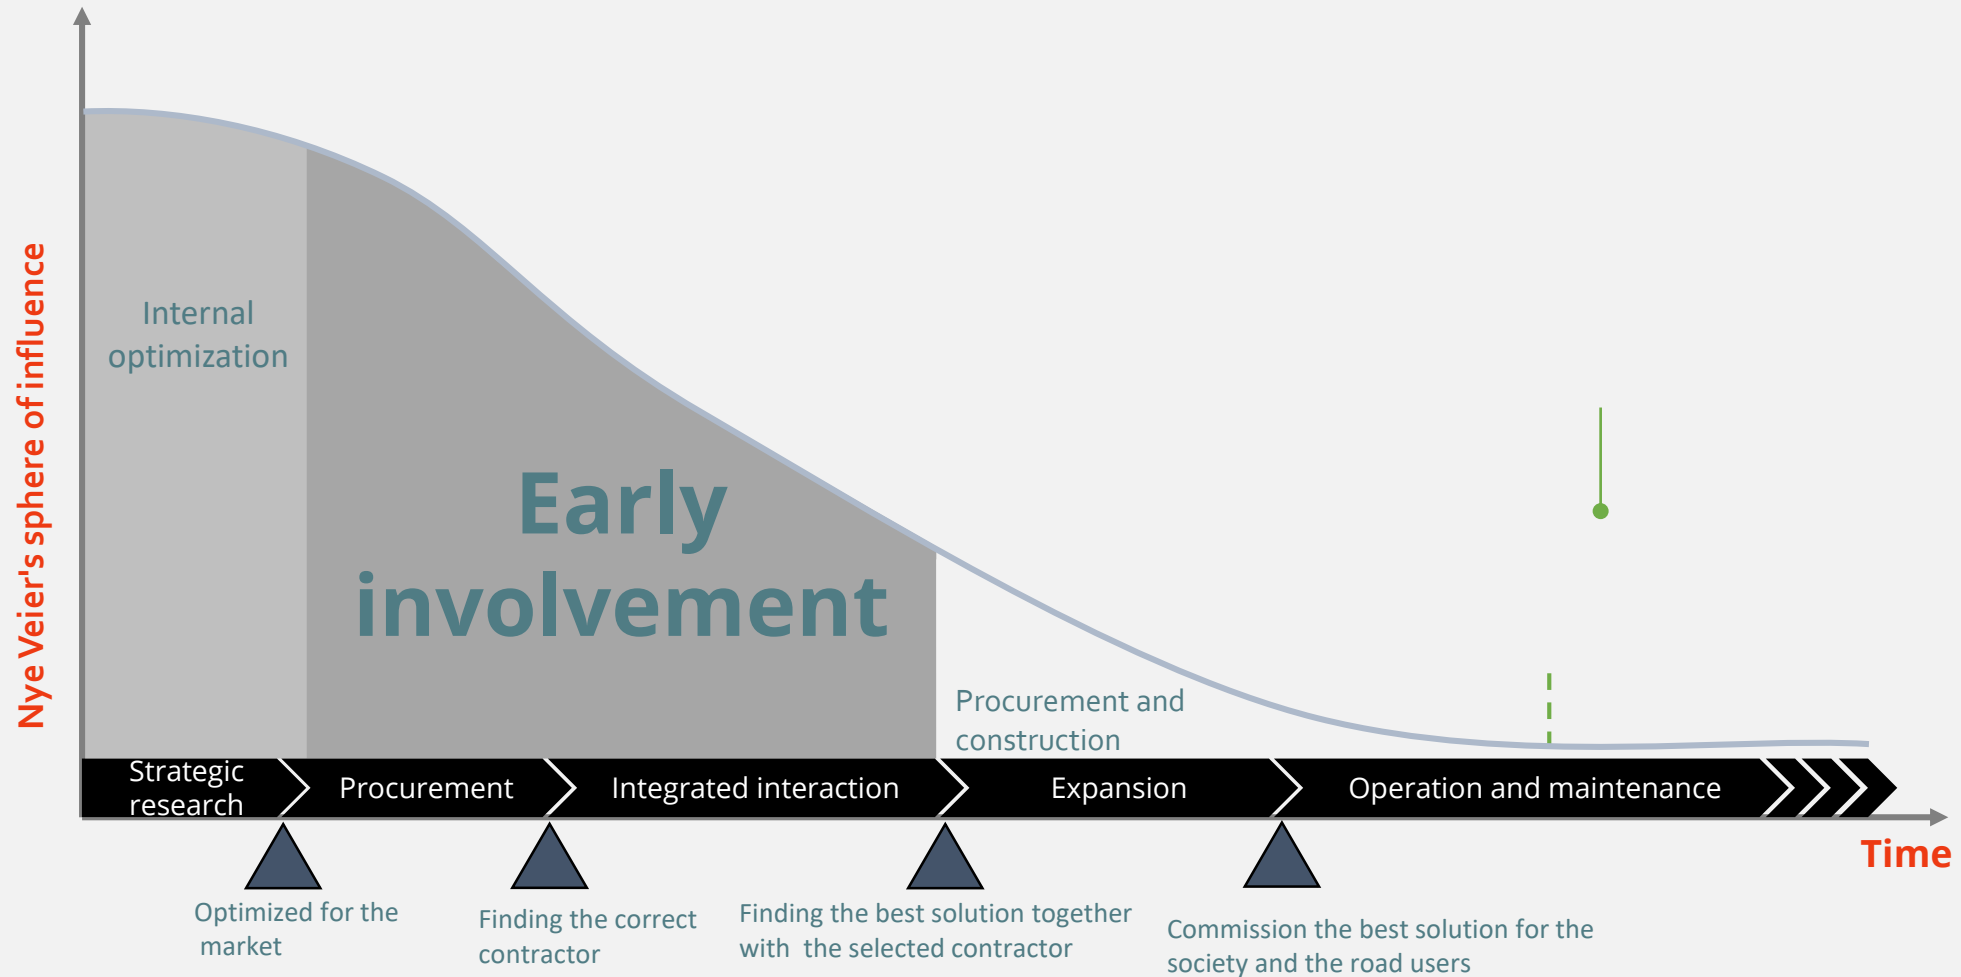 Nye Veier's sphere of influence
Internal
optimization
Early
involvement
Procurement and
construction
Strategic
research
Procurement
Integrated interaction
Expansion
Operation and maintenance
Time
Optimized for the
market
Finding the correct
contractor
Finding the best solution together
with the selected contractor
Commission the best solution for the
society and the road users